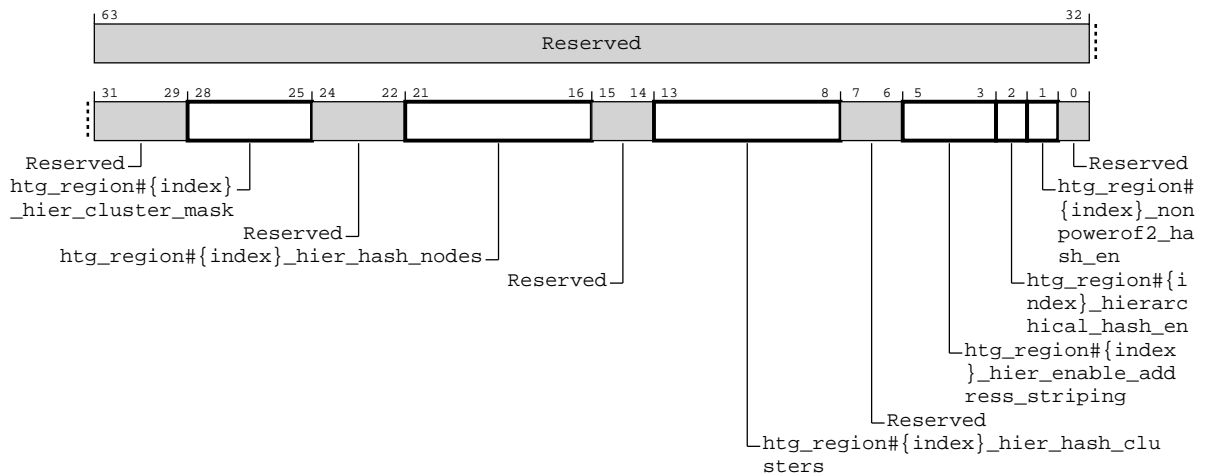 63 32
Reserved
31 29 28 25 24 22 21 16 15 14 13 8 7 6 5 3 2 1 0
Reserved
htg_region#{index}
_hier_cluster_mask
Reserved
htg_region#{index}_hier_hash_nodes
Reserved
Reserved
htg_region#
{index}_non
powerof2_ha
sh_en
htg_region#{i
ndex}_hierarc
hical_hash_en
htg_region#{index
}_hier_enable_add
ress_striping
Reserved
htg_region#{index}_hier_hash_clu
sters